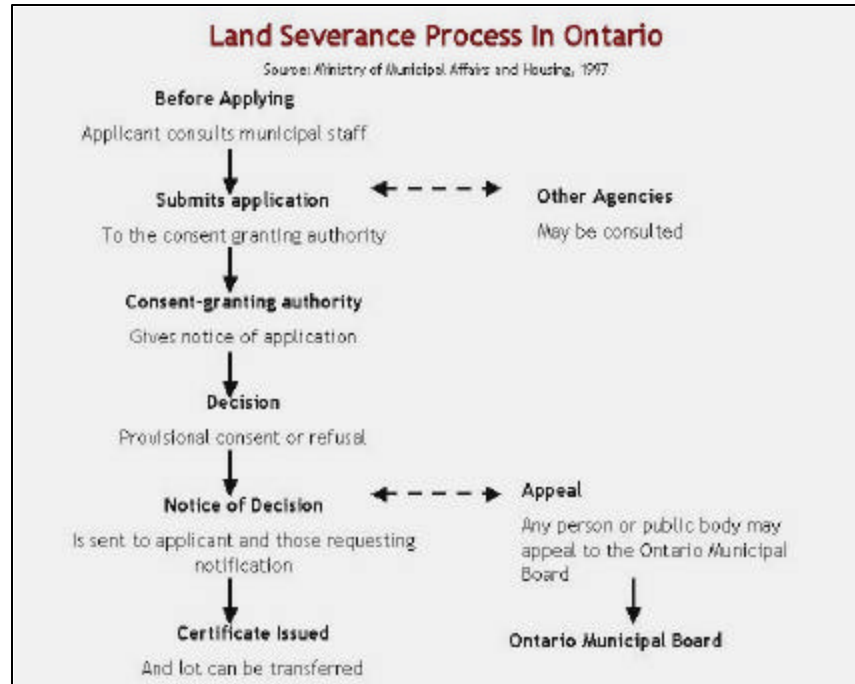 Land Severance Process In Ontario
Source: Ministry of Municipal Affairs and Housing, 1997
Before Applying
Applicant consults municipal staff
Submits application
To the consent granting authority
Other Agencies
May be consulted
Consent-granting authority
Gives notice of application
Decision
Provisional consent or refusal
Notice of Decision
Is sent to applicant and those requesting
notification
Appeal
Any person or public body may
appeal to the Ontario Municipal
Board
Certificate Issued
And lot can be transferred
Ontario Municipal Board